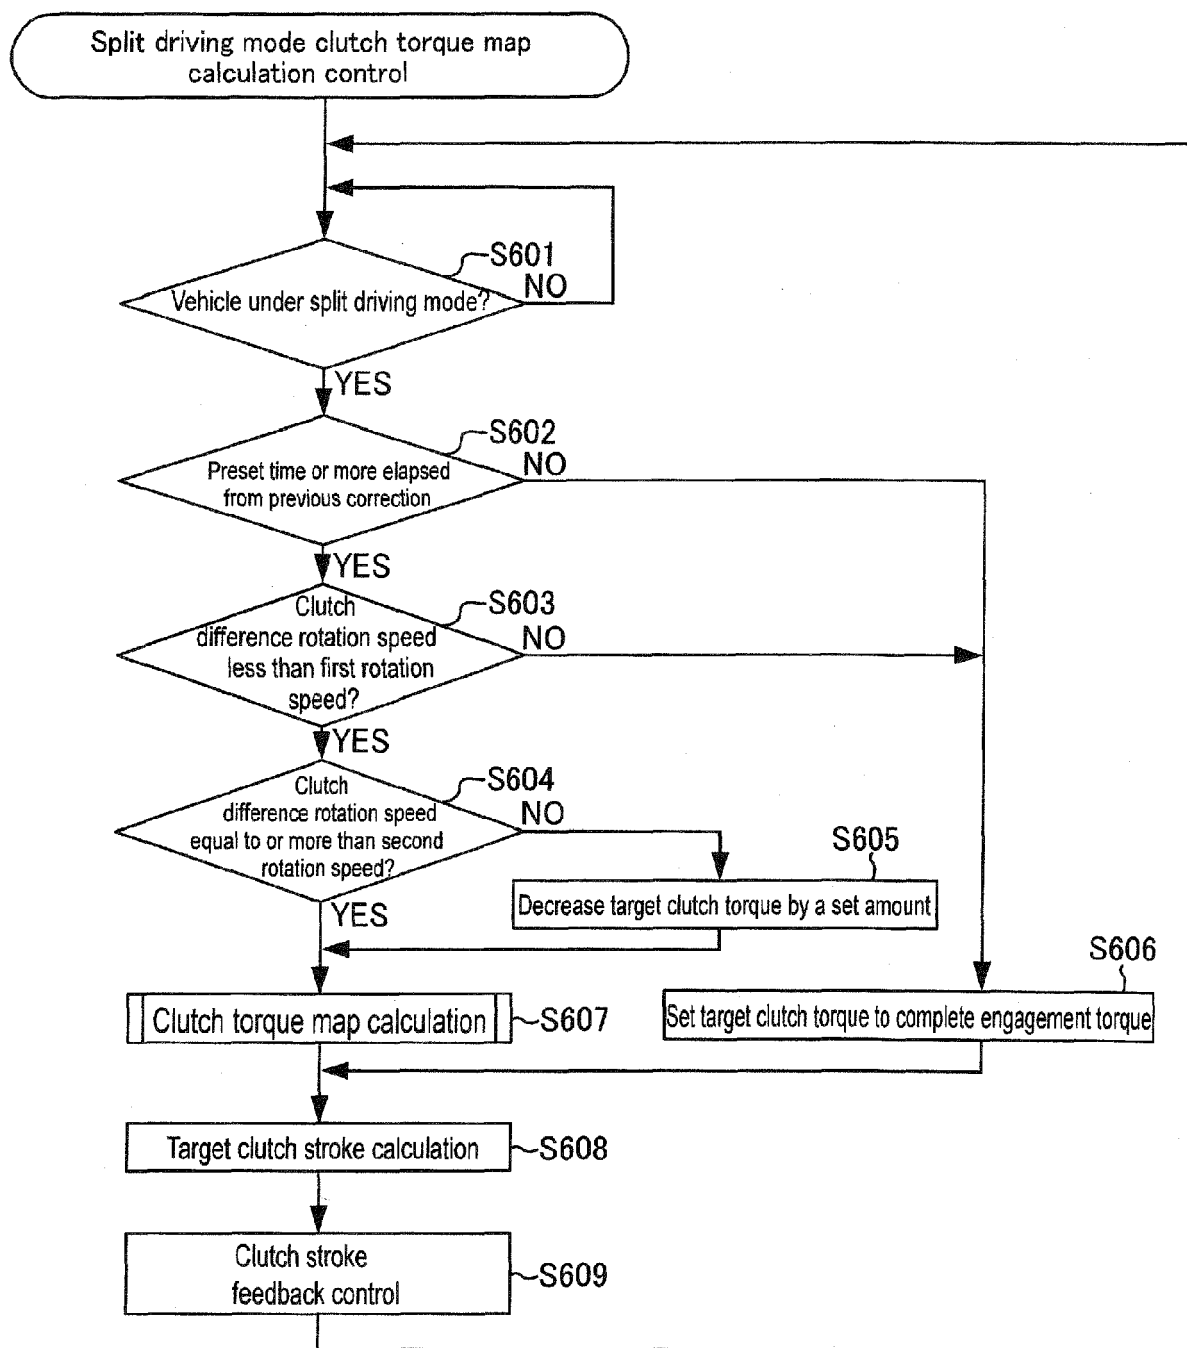 Split driving mode clutch torque map
calculation control
S601
NO
Vehicle under split driving mode?
YES
S602
NO
Preset time or more elapsed
from previous correction
YES
S603
Clutch
NO
difference rotation speed
less than first rotation
speed?
YES
S604
Clutch
NO
difference rotation speed
equal to or more than second
rotation speed?
S605
Decrease target clutch torque by a set amount
YES
S606
Set target clutch torque to complete engagement torque
Clutch torque map calculation
S607
Target clutch stroke calculation
S608
Clutch stroke
feedback control
S609